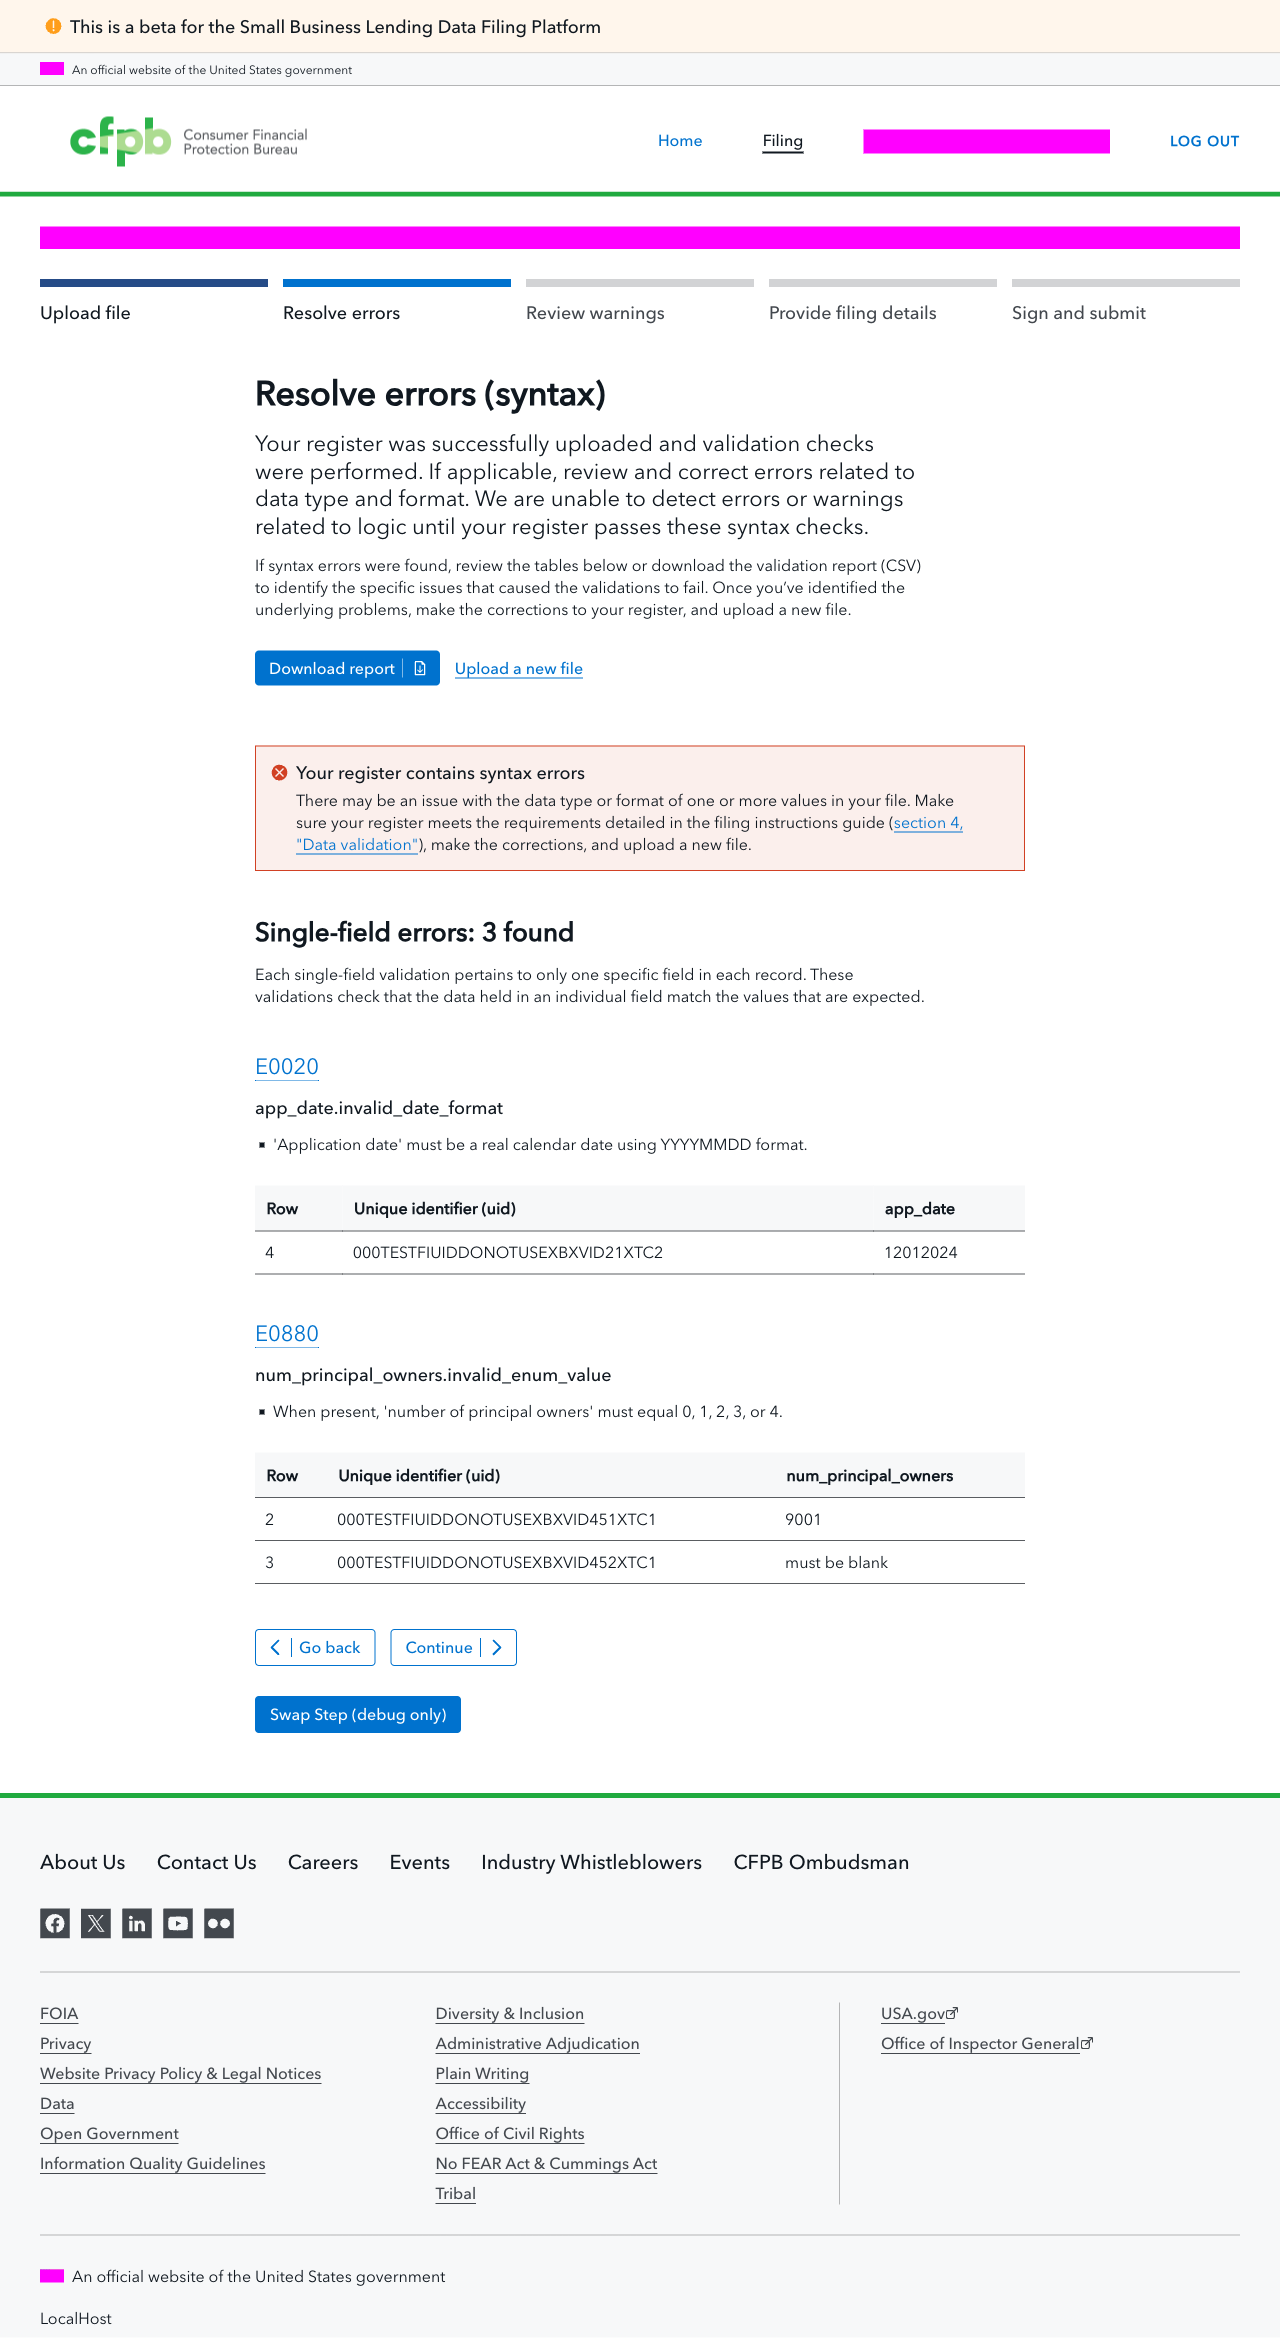 This is a beta for the Small Business Lending Data Filing Platform
An official website of the United States government
cfpb Consumer Financial
Protection Bureau
Home Filing LOG OUT
Upload file Resolve errors Review warnings Provide filing details Sign and submit
Resolve errors (syntax)
Your register was successfully uploaded and validation checks
were performed. If applicable, review and correct errors related to
data type and format. We are unable to detect errors or warnings
related to logic until your register passes these syntax checks.
If syntax errors were found, review the tables below or download the validation report (CSV)
to identify the specific issues that caused the validations to fail. Once you’ve identified the
underlying problems, make the corrections to your register, and upload a new file.
Download report Upload a new file
Your register contains syntax errors
There may be an issue with the data type or format of one or more values in your file. Make
sure your register meets the requirements detailed in the filing instructions guide (section 4,
"Data validation"), make the corrections, and upload a new file.
Single-field errors: 3 found
Each single-field validation pertains to only one specific field in each record. These
validations check that the data held in an individual field match the values that are expected.
E0020
app_date.invalid_date_format
'Application date' must be a real calendar date using YYYYMMDD format.
Row Unique identifier (uid) app_date
4 000TESTFIUIDDONOTUSEXBXVID21XTC2 12012024
E0880
num_principal_owners.invalid_enum_value
When present, 'number of principal owners' must equal 0, 1, 2, 3, or 4.
Row Unique identifier (uid) num_principal_owners
2 000TESTFIUIDDONOTUSEXBXVID451XTC1 9001
3 000TESTFIUIDDONOTUSEXBXVID452XTC1 must be blank
Go back Continue
Swap Step (debug only)
About Us Contact Us Careers Events Industry Whistleblowers CFPB Ombudsman
FOIA
Privacy
Website Privacy Policy & Legal Notices
Data
Open Government
Information Quality Guidelines
Diversity & Inclusion
Administrative Adjudication
Plain Writing
Accessibility
Office of Civil Rights
No FEAR Act & Cummings Act
Tribal
USA.gov
Office of Inspector General
An official website of the United States government
LocalHost